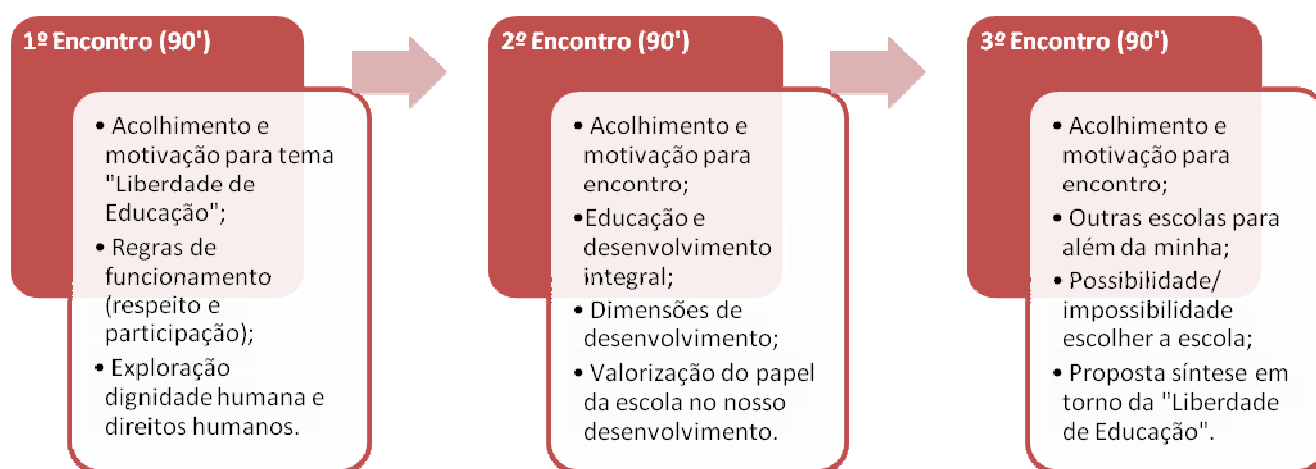 1º Encontro (90')
• Acolhimento e
motivação para tema
"Liberdade de
Educação";
• Regras de
funcionamento
(respeito e
participação);
• Exploração
dignidade humana e
direitos humanos.
2º Encontro (90')
• Acolhimento e
motivação para
encontro;
•Educação e
desenvolvimento
integral;
• Dimensões de
desenvolvimento;
• Valorização do papel
da escola no nosso
desenvolvimento.
3º Encontro (90')
• Acolhimento e
motivação para
encontro;
• Outras escolas para
além da minha;
• Possibilidade/
impossibilidade
escolher a escola;
• Proposta síntese em
torno da "Liberdade
de Educação".